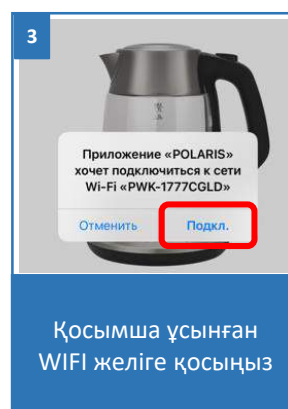 3
Приложение «POLARIS»
хочет подключиться к сети
Wi-Fi «PWK-1777CGLD»
Отменить
Подкл.
Қосымша ұсынған
WIFI желіге қосыңыз